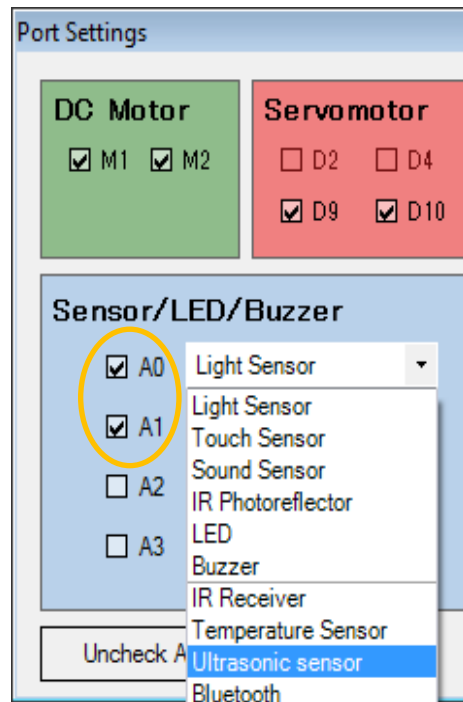 Port Settings
DC Motor
M1 M2
Servomotor
D2 D4
D9 D10
Sensor/LED/Buzzer
A0 Light Sensor
A1
A2
A3
Light Sensor
Touch Sensor
Sound Sensor
IR Photoreflector
LED
Buzzer
IR Receiver
Temperature Sensor
Ultrasonic sensor
Bluetooth
Uncheck A